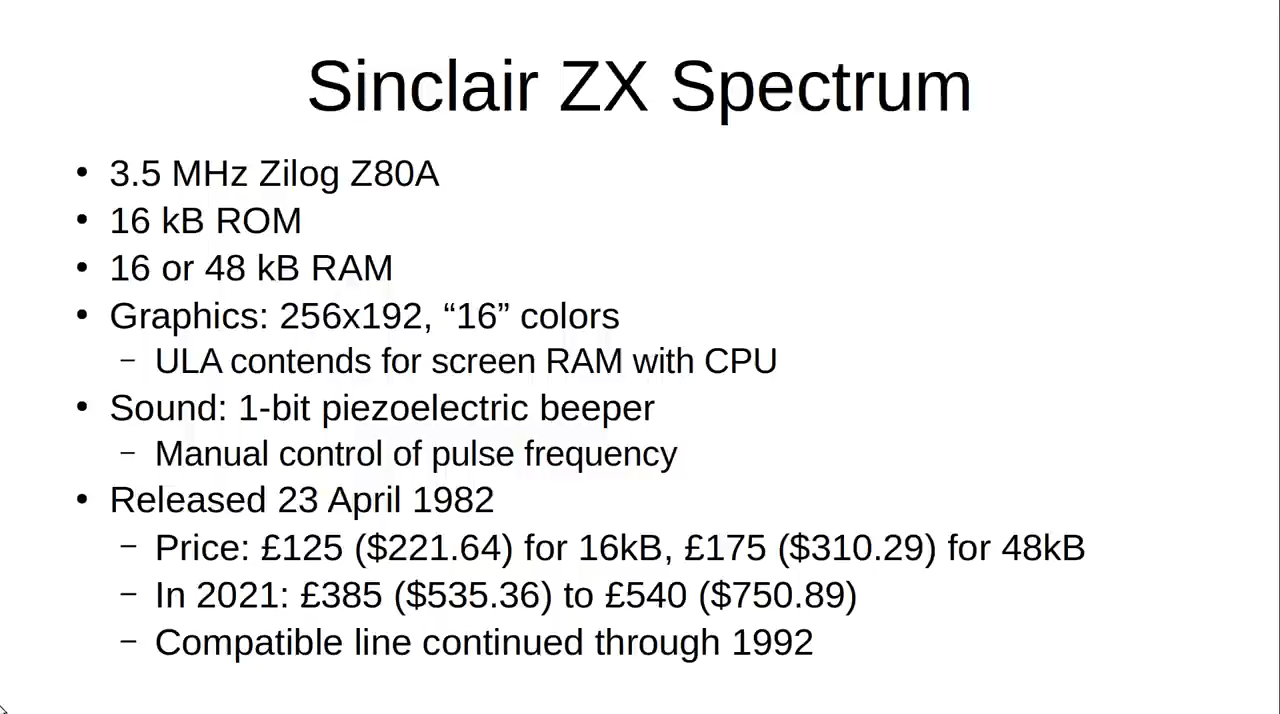 Sinclair ZX Spectrum
• 3.5 MHz Zilog Z80A
• 16 kB ROM
• 16 or 48 kB RAM
• Graphics: 256x192, “16” colors
– ULA contends for screen RAM with CPU
• Sound: 1-bit piezoelectric beeper
– Manual control of pulse frequency
• Released 23 April 1982
– Price: £125 ($221.64) for 16kB, £175 ($310.29) for 48kB
– In 2021: £385 ($535.36) to £540 ($750.89)
– Compatible line continued through 1992